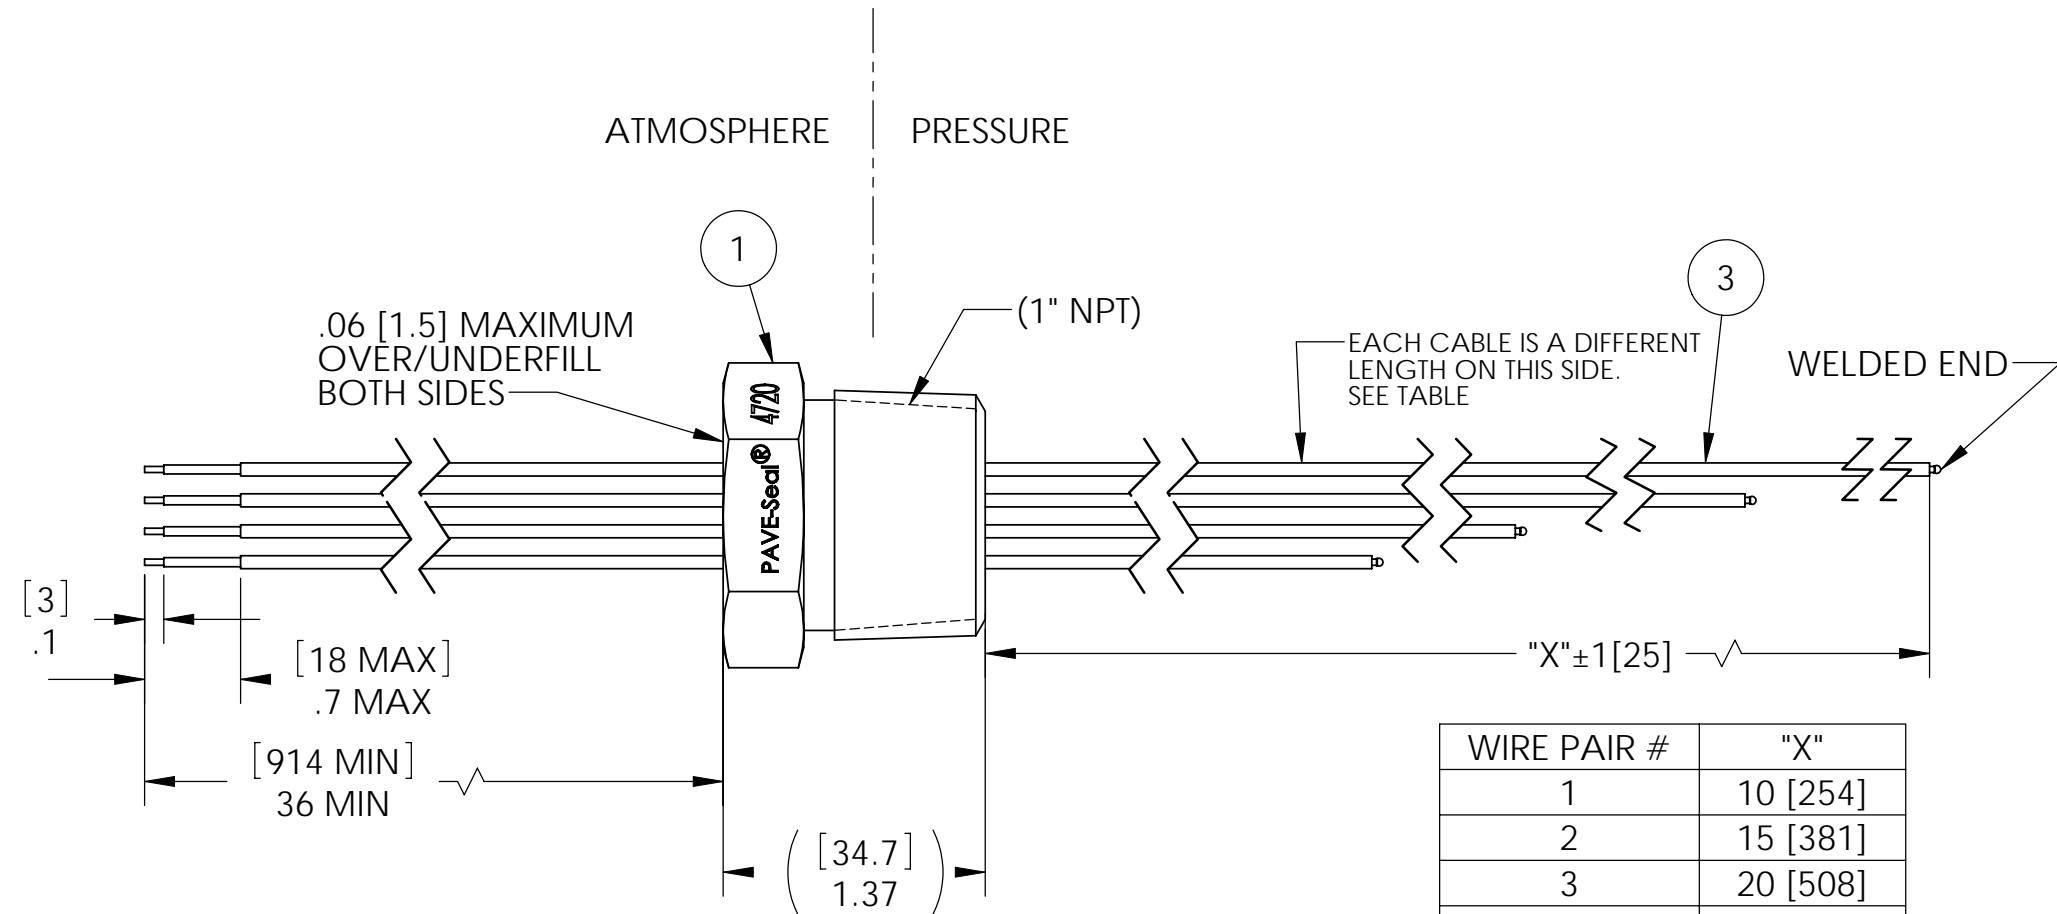 ATMOSPHERE
PRESSURE
1
3
.06 [1.5] MAXIMUM
OVER/UNDERFILL
BOTH SIDES
(1" NPT)
EACH CABLE IS A DIFFERENT
LENGTH ON THIS SIDE.
SEE TABLE
WELDED END
4720
PAVE-Seal®
[3]
.1
[18 MAX]
.7 MAX
[914 MIN]
36 MIN
([34.7]
1.37)
"X"±1[25]
WIRE PAIR # "X"
1 10 [254]
2 15 [381]
3 20 [508]